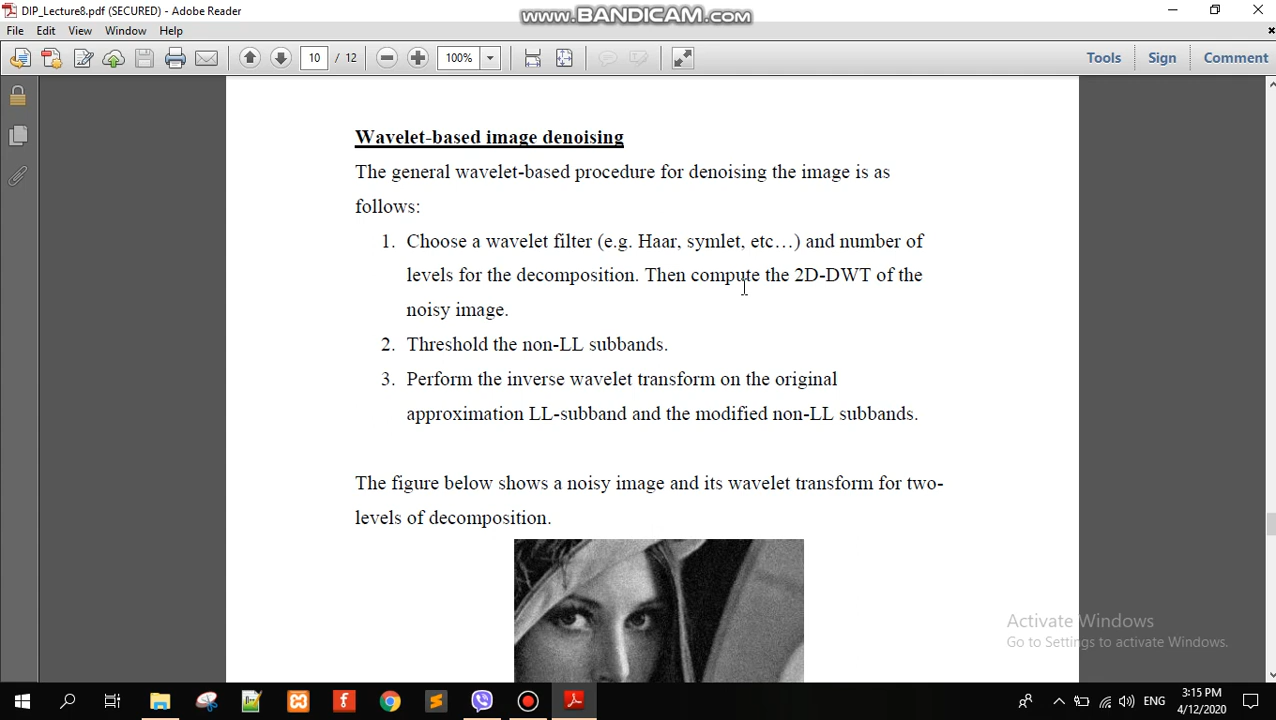 DIP_Lecture8.pdf (SECURED) - Adobe Reader
www.BANDICAM.com
File Edit View Window Help
10 / 12 100% Tools Sign Comment
Wavelet-based image denoising
The general wavelet-based procedure for denoising the image is as
follows:
1. Choose a wavelet filter (e.g. Haar, symlet, etc…) and number of
levels for the decomposition. Then compute the 2D-DWT of the
noisy image.
2. Threshold the non-LL subbands.
3. Perform the inverse wavelet transform on the original
approximation LL-subband and the modified non-LL subbands.
The figure below shows a noisy image and its wavelet transform for two-
levels of decomposition.
Activate Windows
Go to Settings to activate Windows.
ENG
3:15 PM
4/12/2020